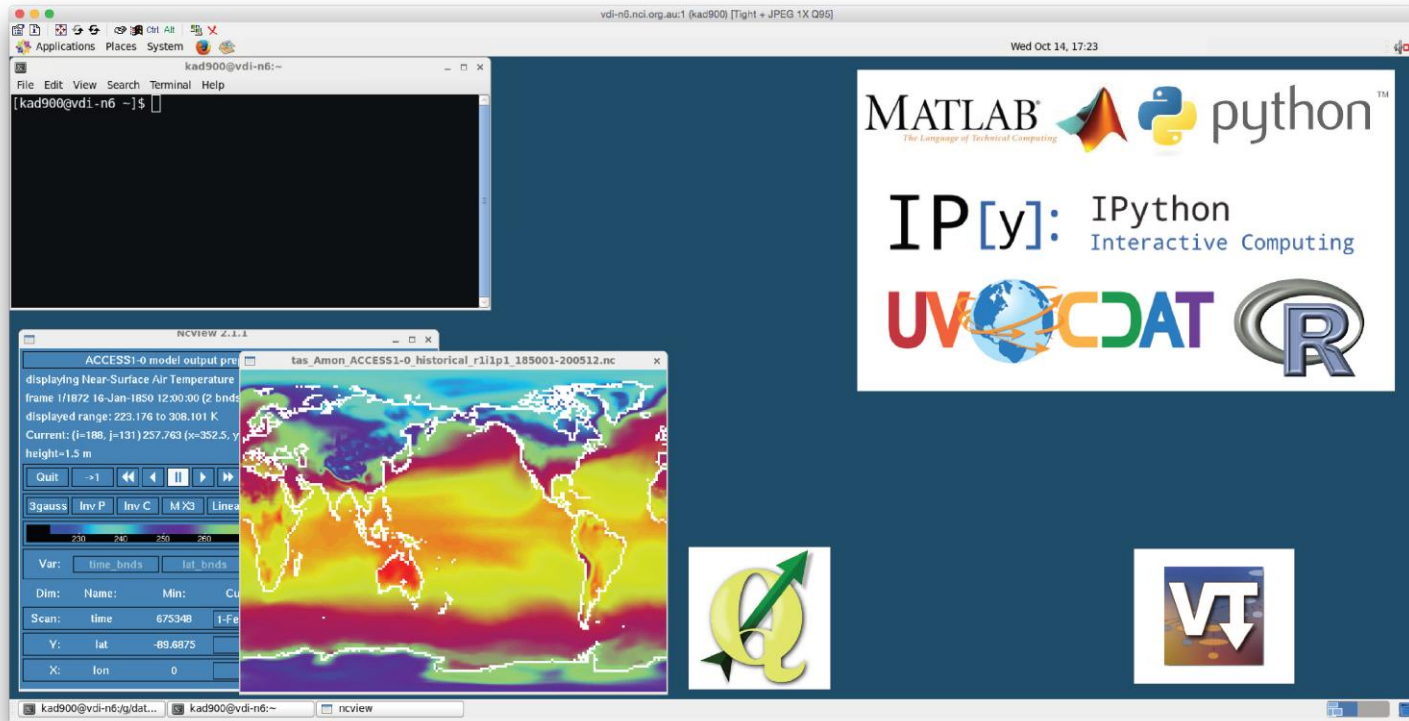 vdi-n6.nci.org.au:1 (kad900) [Tight + JPEG 1X Q95]
Ctrl Alt
Applications Places System
Wed Oct 14, 17:23
kad900@vdi-n6:~
File Edit View Search Terminal Help
[kad900@vdi-n6 ~]$
MATLAB
The Language of Technical Computing
python™
IP[y]: IPython
Interactive Computing
UV CDAT
R
Ncview 2.1.1
ACCESS1-0 model output pre
displaying Near-Surface Air Temperature
frame 1/1872 16-Jan-1850 12:00:00 (2 bnds
displayed range: 223.176 to 308.101 K
Current: (i=188, j=131) 257.763 (x=352.5, y
height=1.5 m
Quit ->1
3gauss Inv P Inv C M X3 Linea
230 240 250 260
Var: time_bnds lat_bnds
Dim: Name: Min: Cu
Scan: time 675348 1-Fe
Y: lat -89.6875
X: lon 0
tas_Amon_ACCESS1-0_historical_r1i1p1_185001-200512.nc
Q
VT
kad900@vdi-n6:/g/dat... kad900@vdi-n6:~ ncview